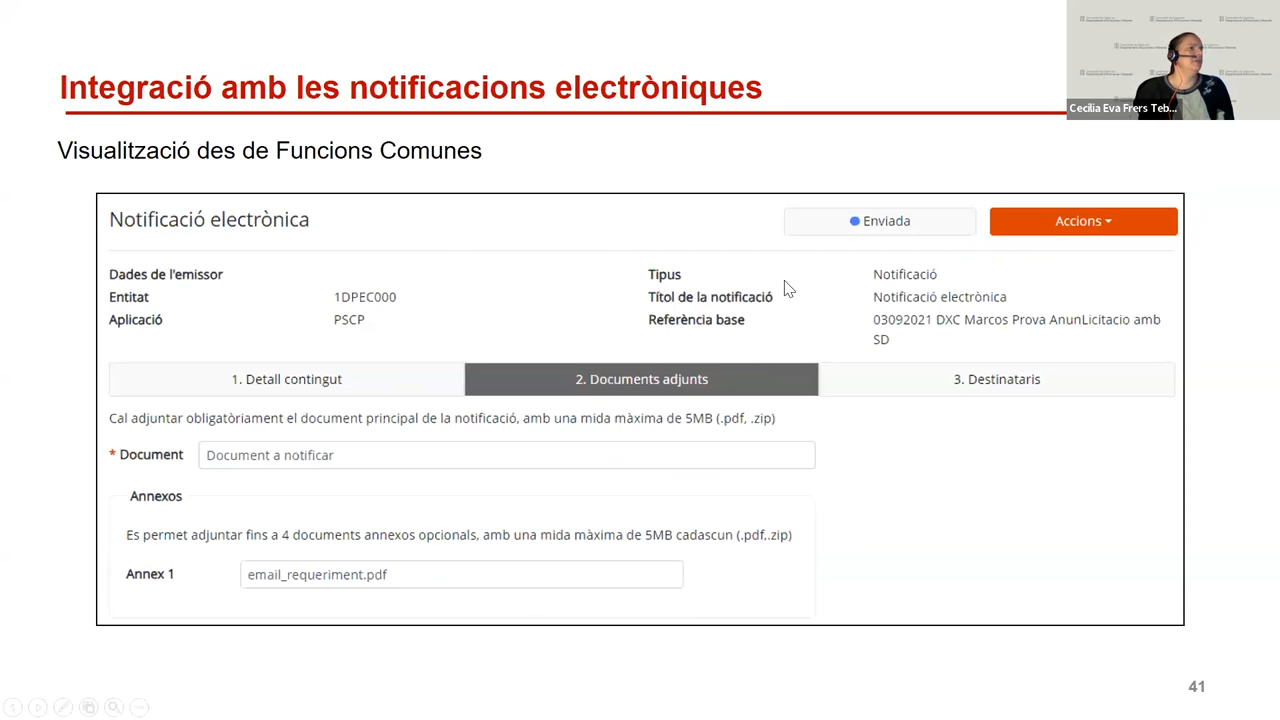 Integració amb les notificacions electròniques
Cecília Eva Frers Teb...
Visualització des de Funcions Comunes
Notificació electrònica
Enviada
Accions
Dades de l'emissor
Tipus
Notificació
Entitat
1DPEC000
Títol de la notificació
Notificació electrònica
Aplicació
PSCP
Referència base
03092021 DXC Marcos Prova AnunLicitacio amb
SD
1. Detall contingut
2. Documents adjunts
3. Destinataris
Cal adjuntar obligatòriament el document principal de la notificació, amb una mida màxima de 5MB (.pdf, .zip)
* Document
Document a notificar
Annexos
Es permet adjuntar fins a 4 documents annexos opcionals, amb una mida màxima de 5MB cadascun (.pdf,.zip)
Annex 1
email_requeriment.pdf
41